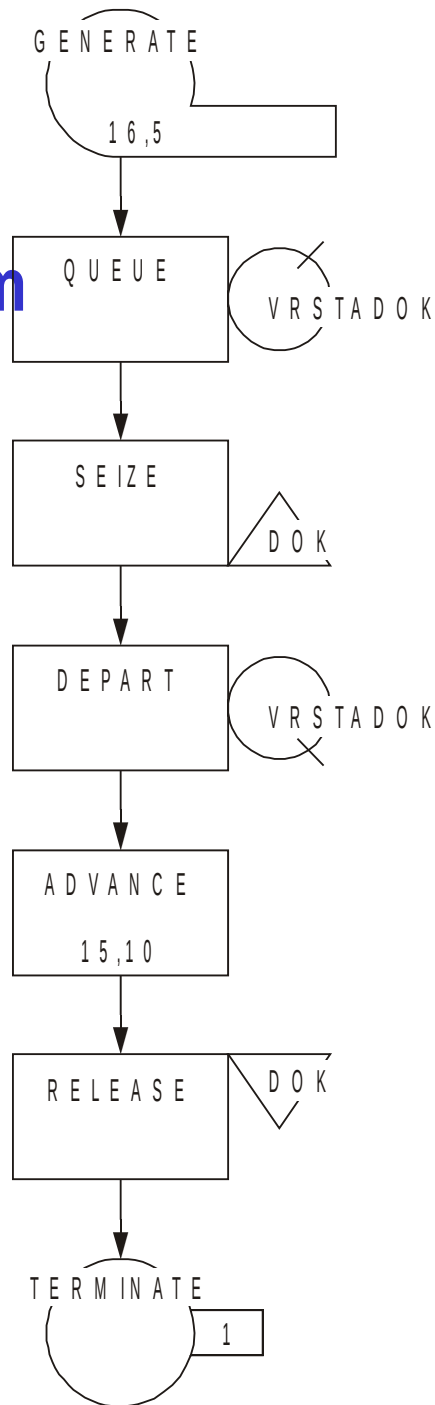 GENERATE
16,5
QUEUE
VRSTADOK
SEIZE
DOK
DEPART
VRSTADOK
ADVANCE
15,10
RELEASE
DOK
TERMINATE
1